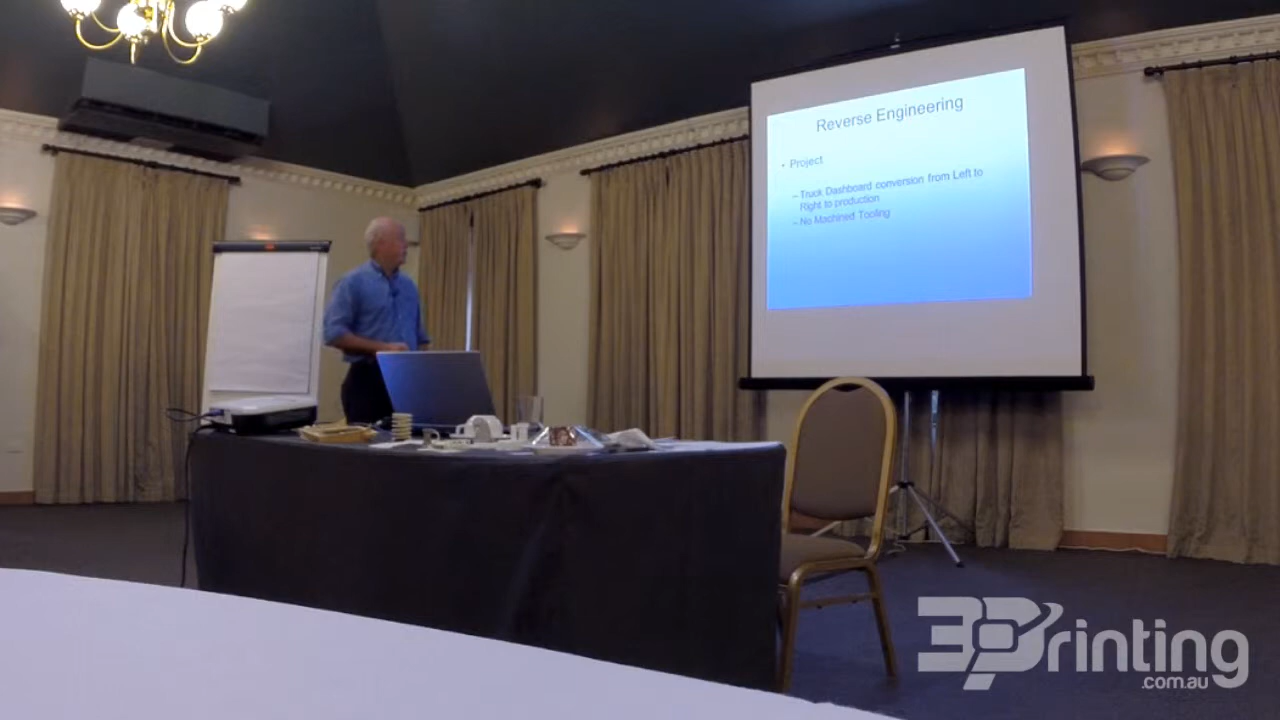 Reverse Engineering
• Project
– Truck Dashboard conversion from Left to
Right to production
– No Machined Tooling
3DPrinting
.com.au